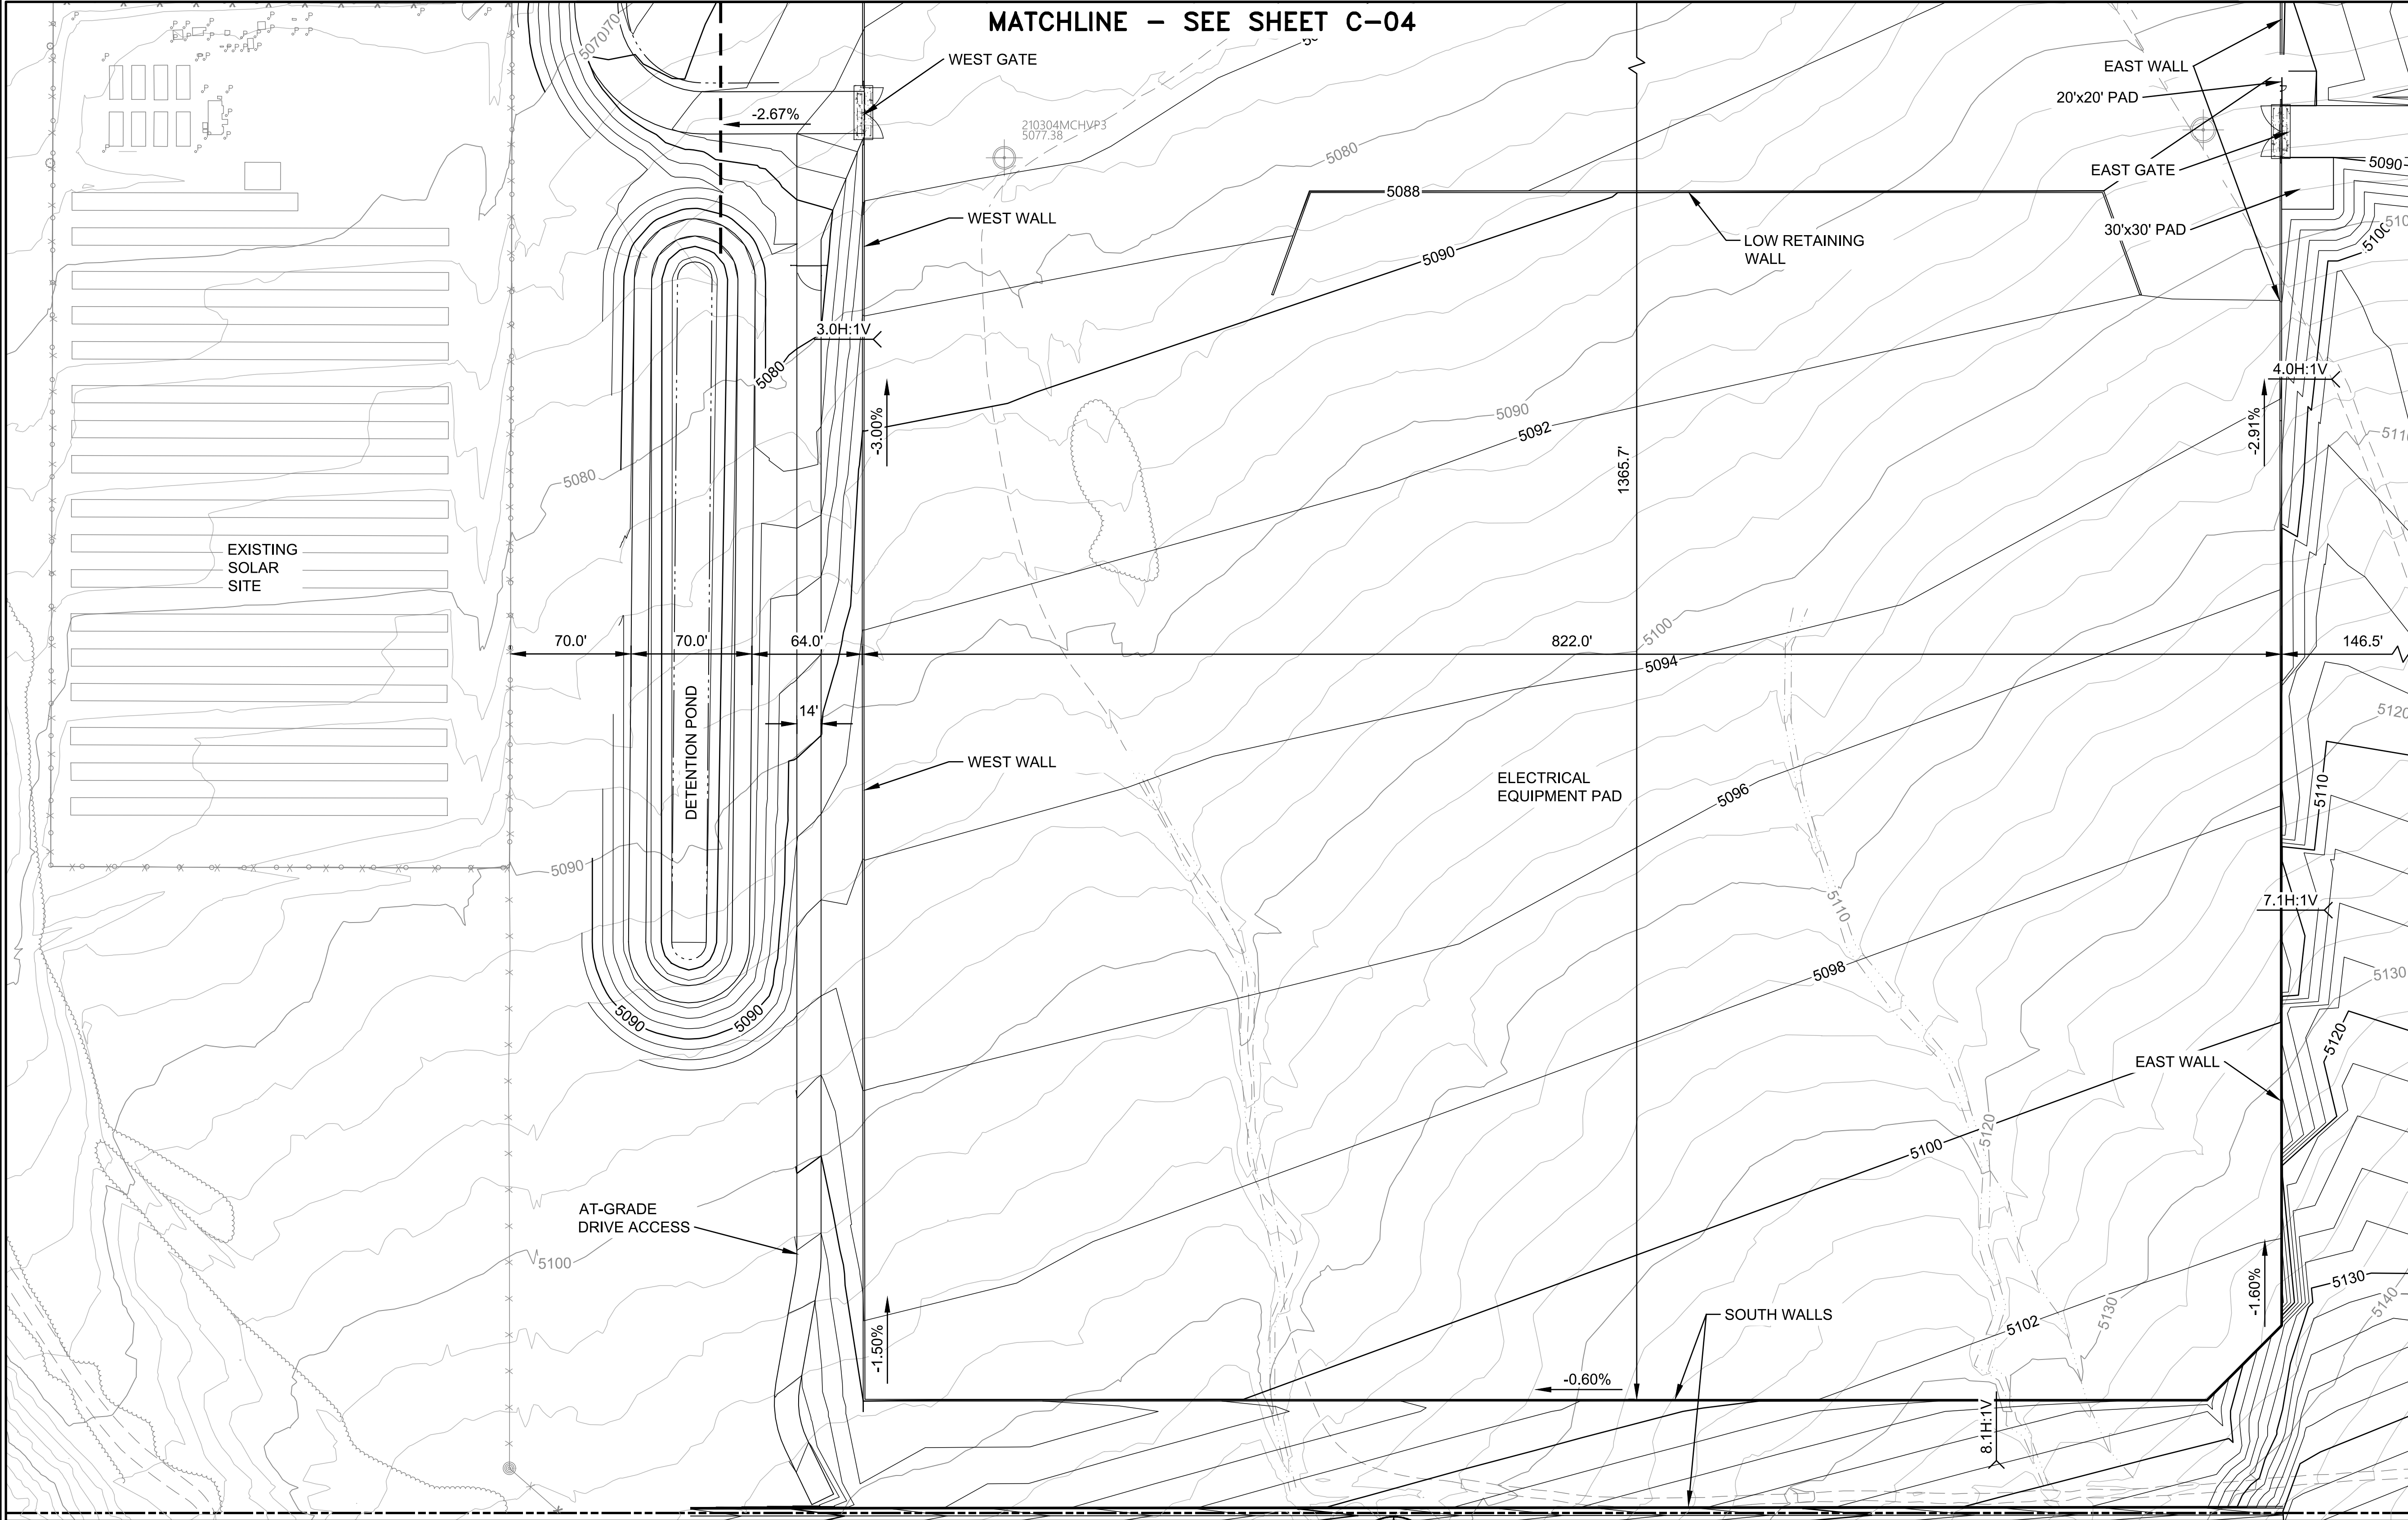 MATCHLINE - SEE SHEET C-04
5070
70
WEST GATE
EAST WALL
20'x20' PAD
-2.67%
210304MCHVP3
5077.38
5080
EAST GATE
5090
5088
WEST WALL
LOW RETAINING
WALL
30'x30' PAD
5100
5090
3.0H:1V
5080
4.0H:1V
-3.00%
5090
5092
-2.91%
1365.7'
5080
EXISTING
SOLAR
SITE
70.0'
70.0'
64.0'
822.0'
5100
5094
146.5'
DETENTION POND
14'
5120
WEST WALL
ELECTRICAL
EQUIPMENT PAD
5096
5110
5090
5110
7.1H:1V
5098
5130
5090
5090
5120
EAST WALL
5120
5100
AT-GRADE
DRIVE ACCESS
5100
-1.50%
-1.60%
5130
5140
5130
SOUTH WALLS
5102
-0.60%
8.1H:1V